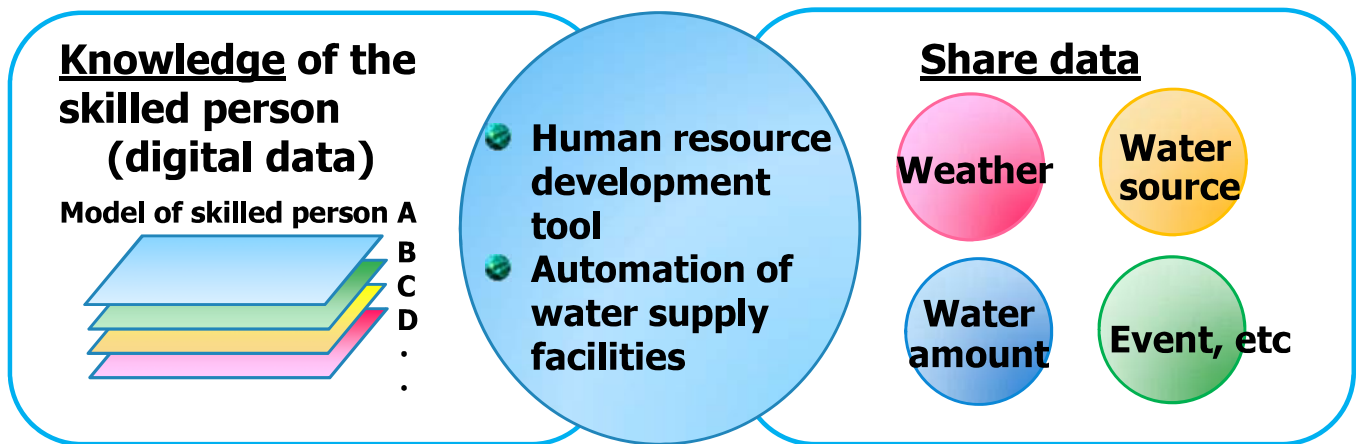 Knowledge of the
skilled person
(digital data)
Model of skilled person A
B
C
D
.
.
Human resource
development
tool
Automation of
water supply
facilities
Share data
Weather
Water
source
Water
amount
Event, etc